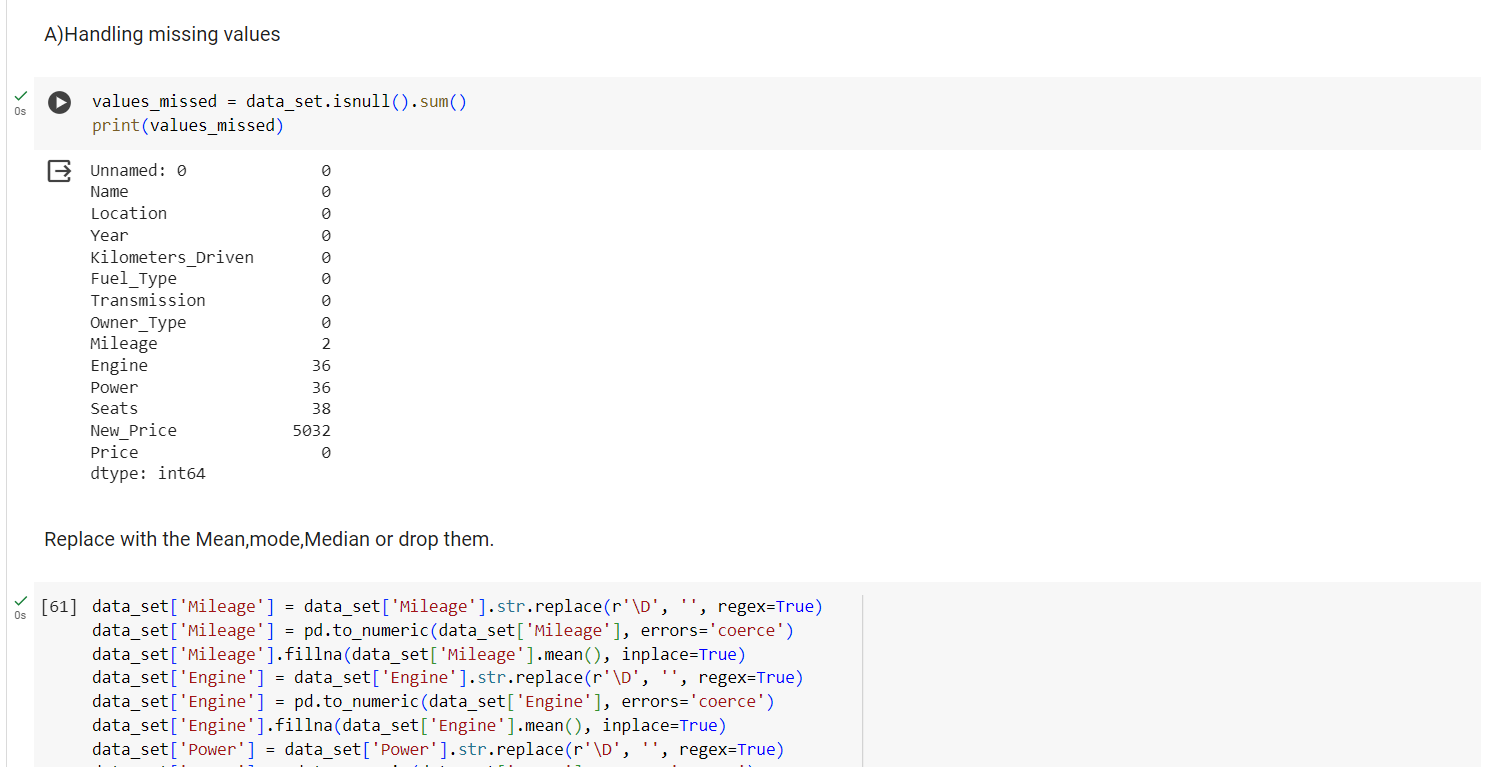 A)Handling missing values
0s
values_missed = data_set.isnull().sum()
print(values_missed)
Unnamed: 0 0
Name 0
Location 0
Year 0
Kilometers_Driven 0
Fuel_Type 0
Transmission 0
Owner_Type 0
Mileage 2
Engine 36
Power 36
Seats 38
New_Price 5032
Price 0
dtype: int64
Replace with the Mean,mode,Median or drop them.
0s
[61] data_set['Mileage'] = data_set['Mileage'].str.replace(r'\D', '', regex=True)
data_set['Mileage'] = pd.to_numeric(data_set['Mileage'], errors='coerce')
data_set['Mileage'].fillna(data_set['Mileage'].mean(), inplace=True)
data_set['Engine'] = data_set['Engine'].str.replace(r'\D', '', regex=True)
data_set['Engine'] = pd.to_numeric(data_set['Engine'], errors='coerce')
data_set['Engine'].fillna(data_set['Engine'].mean(), inplace=True)
data_set['Power'] = data_set['Power'].str.replace(r'\D', '', regex=True)